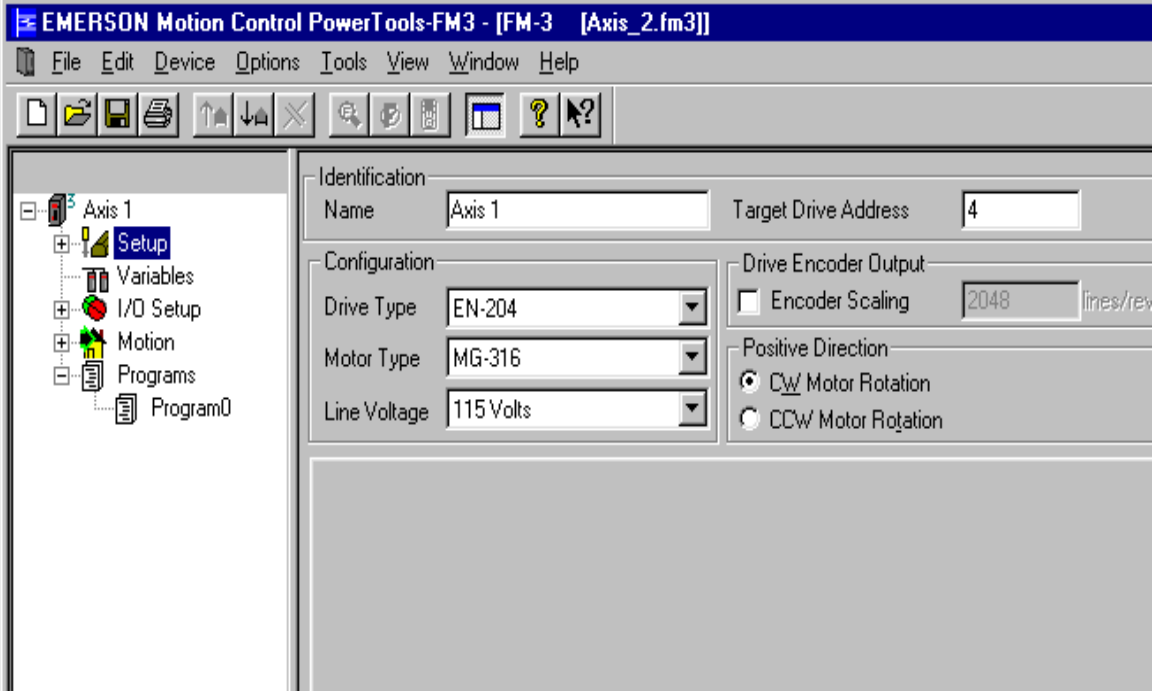 EMERSON Motion Control PowerTools-FM3 - [FM-3 [Axis_2.fm3]]
File Edit Device Options Tools View Window Help
Axis 1
Setup
Variables
I/O Setup
Motion
Programs
Program0
Identification
Name Axis 1 Target Drive Address 4
Configuration
Drive Type EN-204
Motor Type MG-316
Line Voltage 115 Volts
Drive Encoder Output
Encoder Scaling 2048 lines/rev
Positive Direction
CW Motor Rotation
CCW Motor Rotation